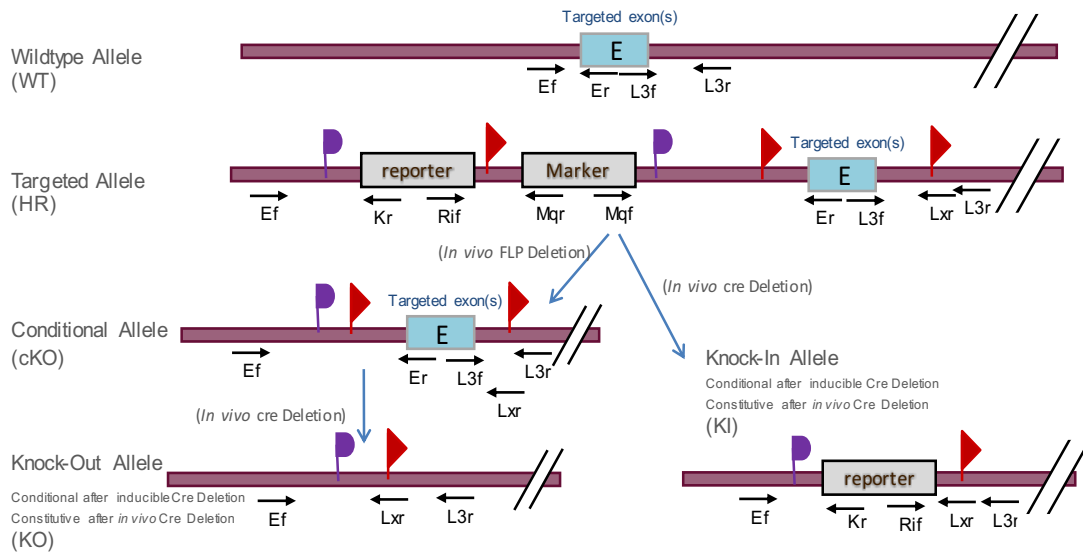 Targeted exon(s)
Wildtype Allele
(WT)
E
Ef
Er
L3f
L3r
Targeted exon(s)
Targeted Allele
(HR)
reporter
Marker
E
Ef
Kr
Rif
Mqr
Mqf
Er
L3f
Lxr
L3r
(In vivo FLP Deletion)
(In vivo cre Deletion)
Conditional Allele
(cKO)
Targeted exon(s)
E
Ef
Er
L3f
L3r
Lxr
Knock-In Allele
Conditional after inducible Cre Deletion
Constitutive after in vivo Cre Deletion
(KI)
(In vivo cre Deletion)
Knock-Out Allele
Conditional after inducible Cre Deletion
Constitutive after in vivo Cre Deletion
(KO)
Ef
Lxr
L3r
reporter
Ef
Kr
Rif
Lxr
L3r